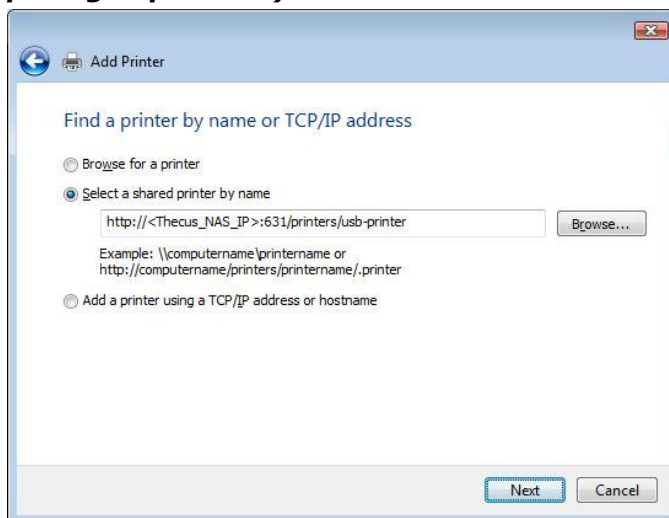 Add Printer
Find a printer by name or TCP/IP address
Browse for a printer
Select a shared printer by name
http://<Thecus_NAS_IP>:631/printers/usb-printer
Browse...
Example: \\computername\printername or
http://computername/printers/printername/.printer
Add a printer using a TCP/IP address or hostname
Next
Cancel